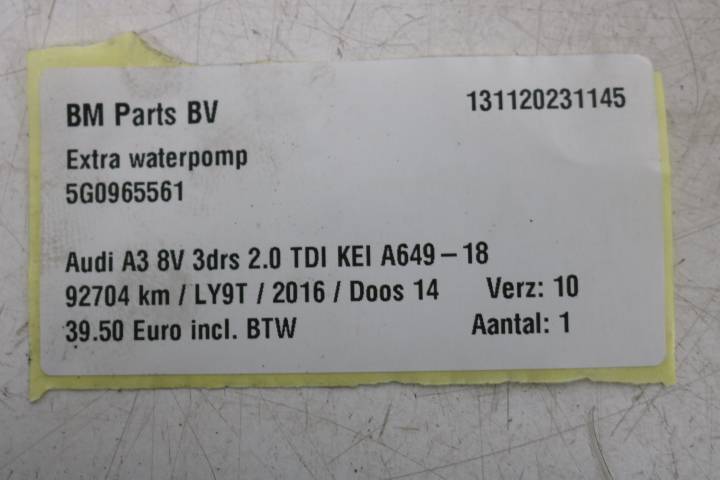 BM Parts BV 131120231145
Extra waterpomp
5G0965561
Audi A3 8V 3drs 2.0 TDI KEI A649-18
92704 km / LY9T / 2016 / Doos 14 Verz: 10
39.50 Euro incl. BTW Aantal: 1